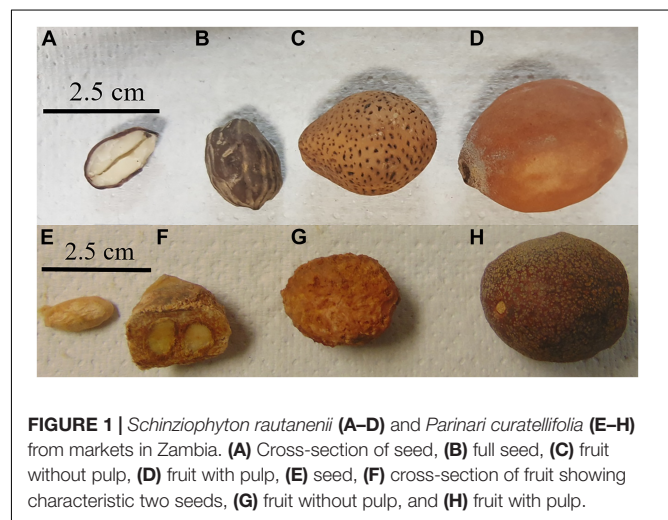 A B C D
2.5 cm
E F G H
2.5 cm
FIGURE 1 | Schinziophyton rautanenii (A–D) and Parinari curatellifolia (E–H)
from markets in Zambia. (A) Cross-section of seed, (B) full seed, (C) fruit
without pulp, (D) fruit with pulp, (E) seed, (F) cross-section of fruit showing
characteristic two seeds, (G) fruit without pulp, and (H) fruit with pulp.